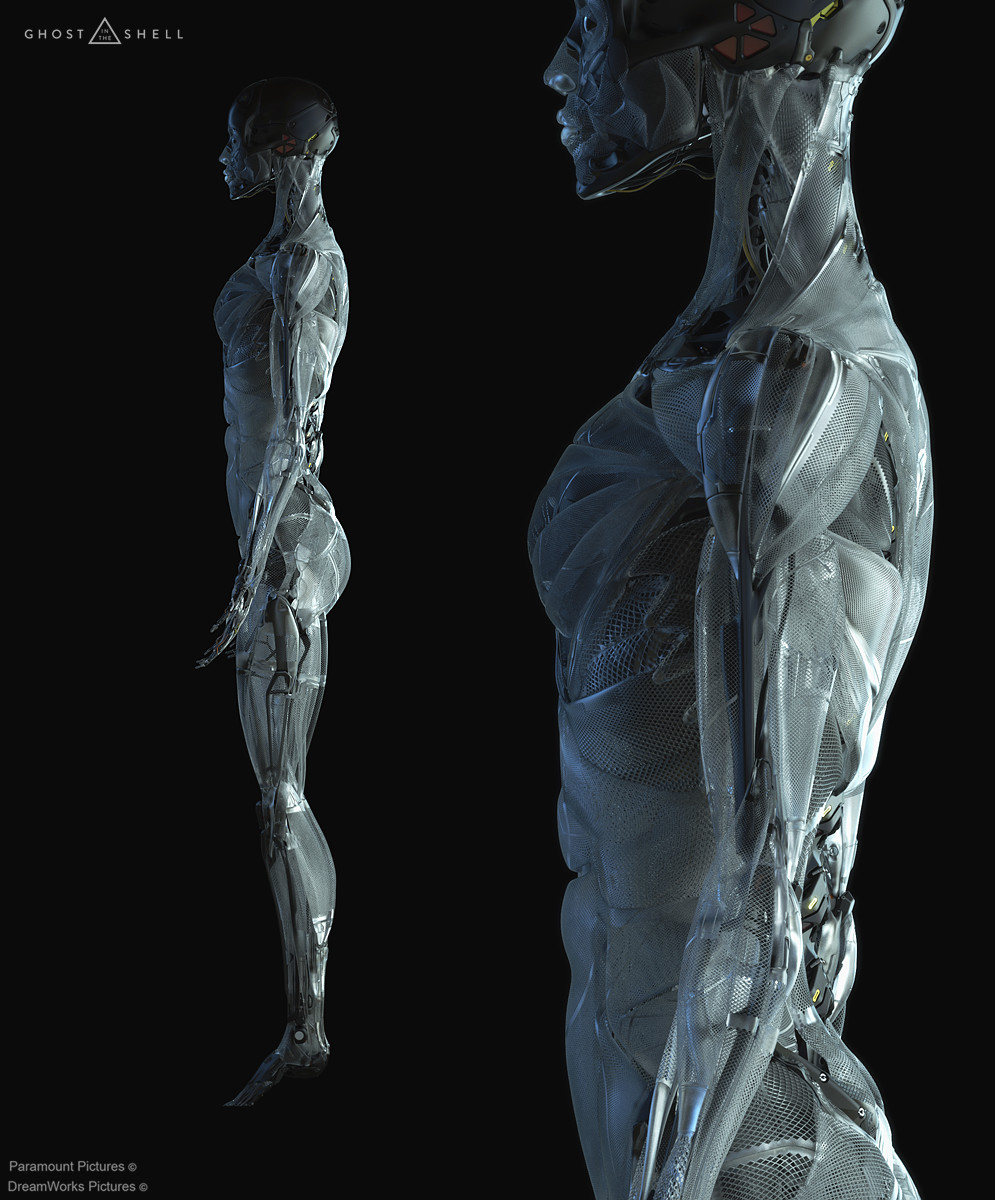 GHOST IN THE SHELL
Paramount Pictures ©
DreamWorks Pictures ©